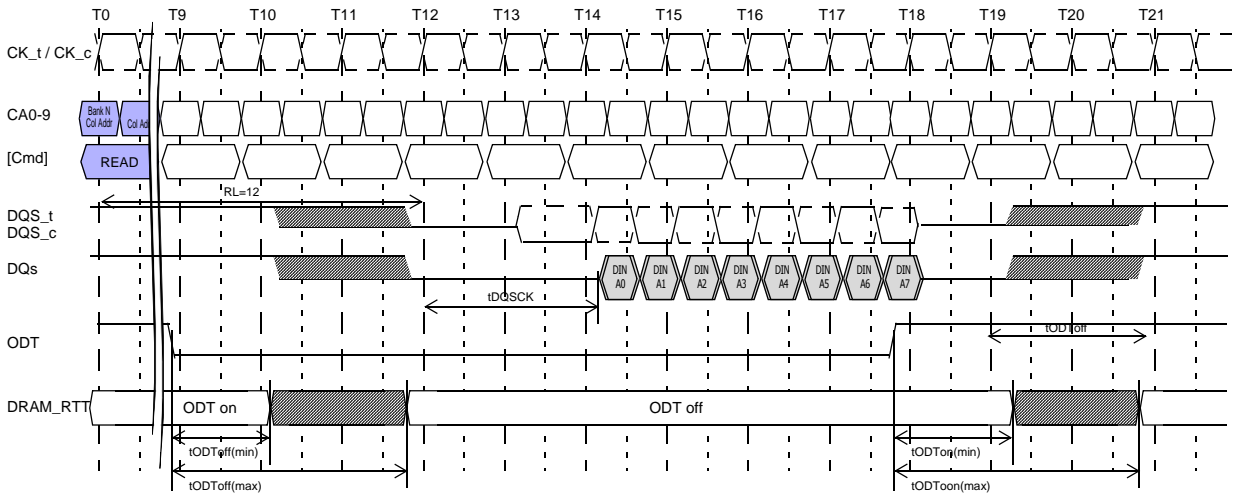 T0 T9 T10 T11 T12 T13 T14 T15 T16 T17 T18 T19 T20 T21
CK_t / CK_c
CA0-9
Bank N
Col Addr
Col Ad
[Cmd]
READ
RL=12
DQS_t
DQS_c
DQs
DIN A0
DIN A1
DIN A2
DIN A3
DIN A4
DIN A5
DIN A6
DIN A7
tDQSCK
ODT
tODToff
DRAM_RTT
ODT on
ODT off
tODToff(min)
tODTon(min)
tODToff(max)
tODToon(max)